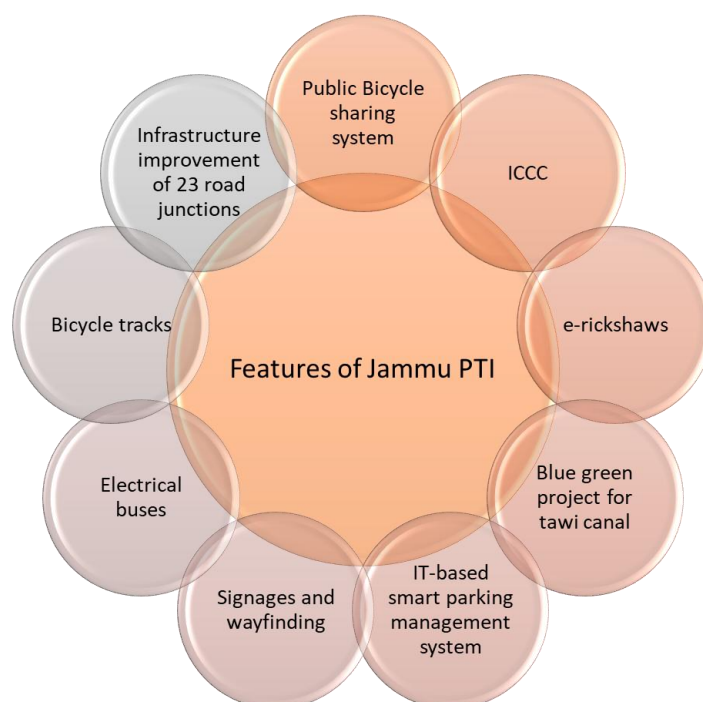 Public Bicycle
sharing
system
ICCC
e-rickshaws
Blue green
project for
tawi canal
IT-based
smart parking
management
system
Signages and
wayfinding
Electrical
buses
Bicycle tracks
Infrastructure
improvement
of 23 road
junctions
Features of Jammu PTI